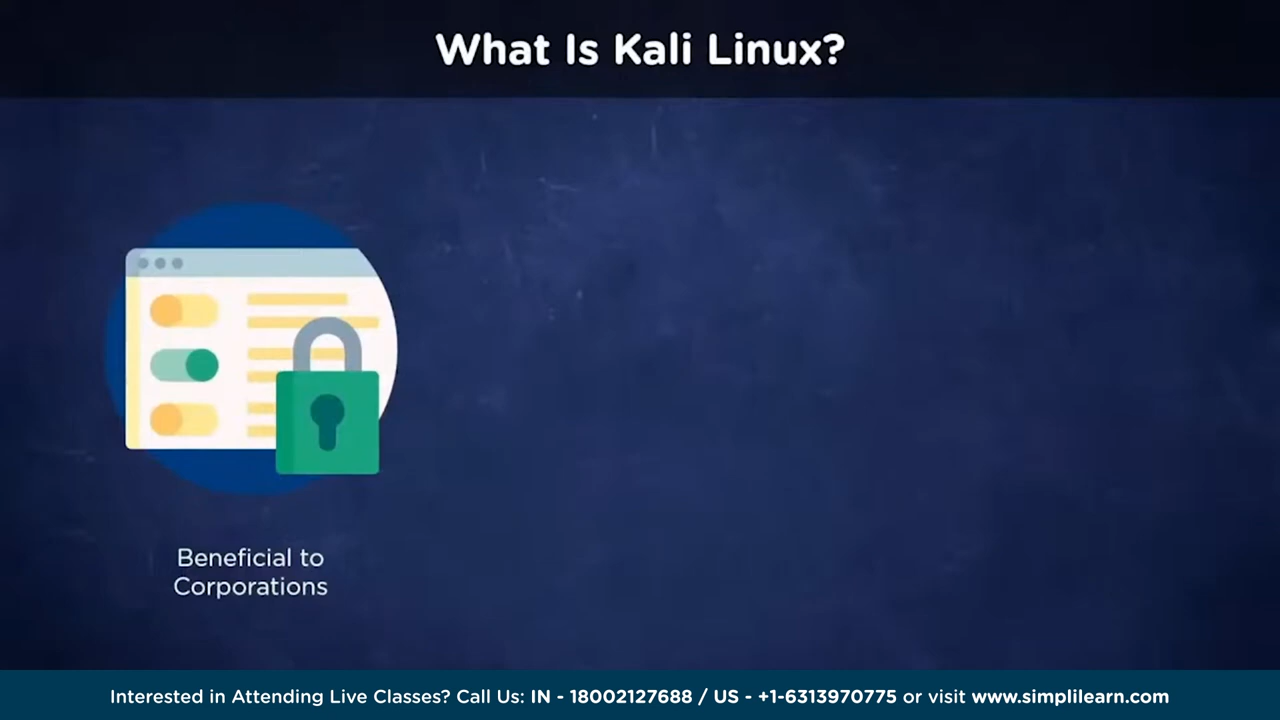 What Is Kali Linux?
Beneficial to
Corporations
Interested in Attending Live Classes? Call Us: IN - 18002127688 / US - +1-6313970775 or visit www.simplilearn.com